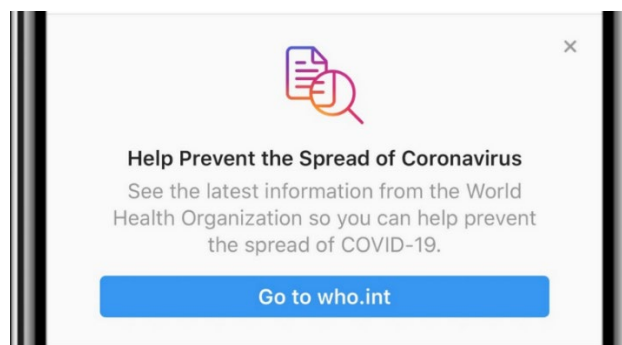 Help Prevent the Spread of Coronavirus
See the latest information from the World
Health Organization so you can help prevent
the spread of COVID-19.
Go to who.int